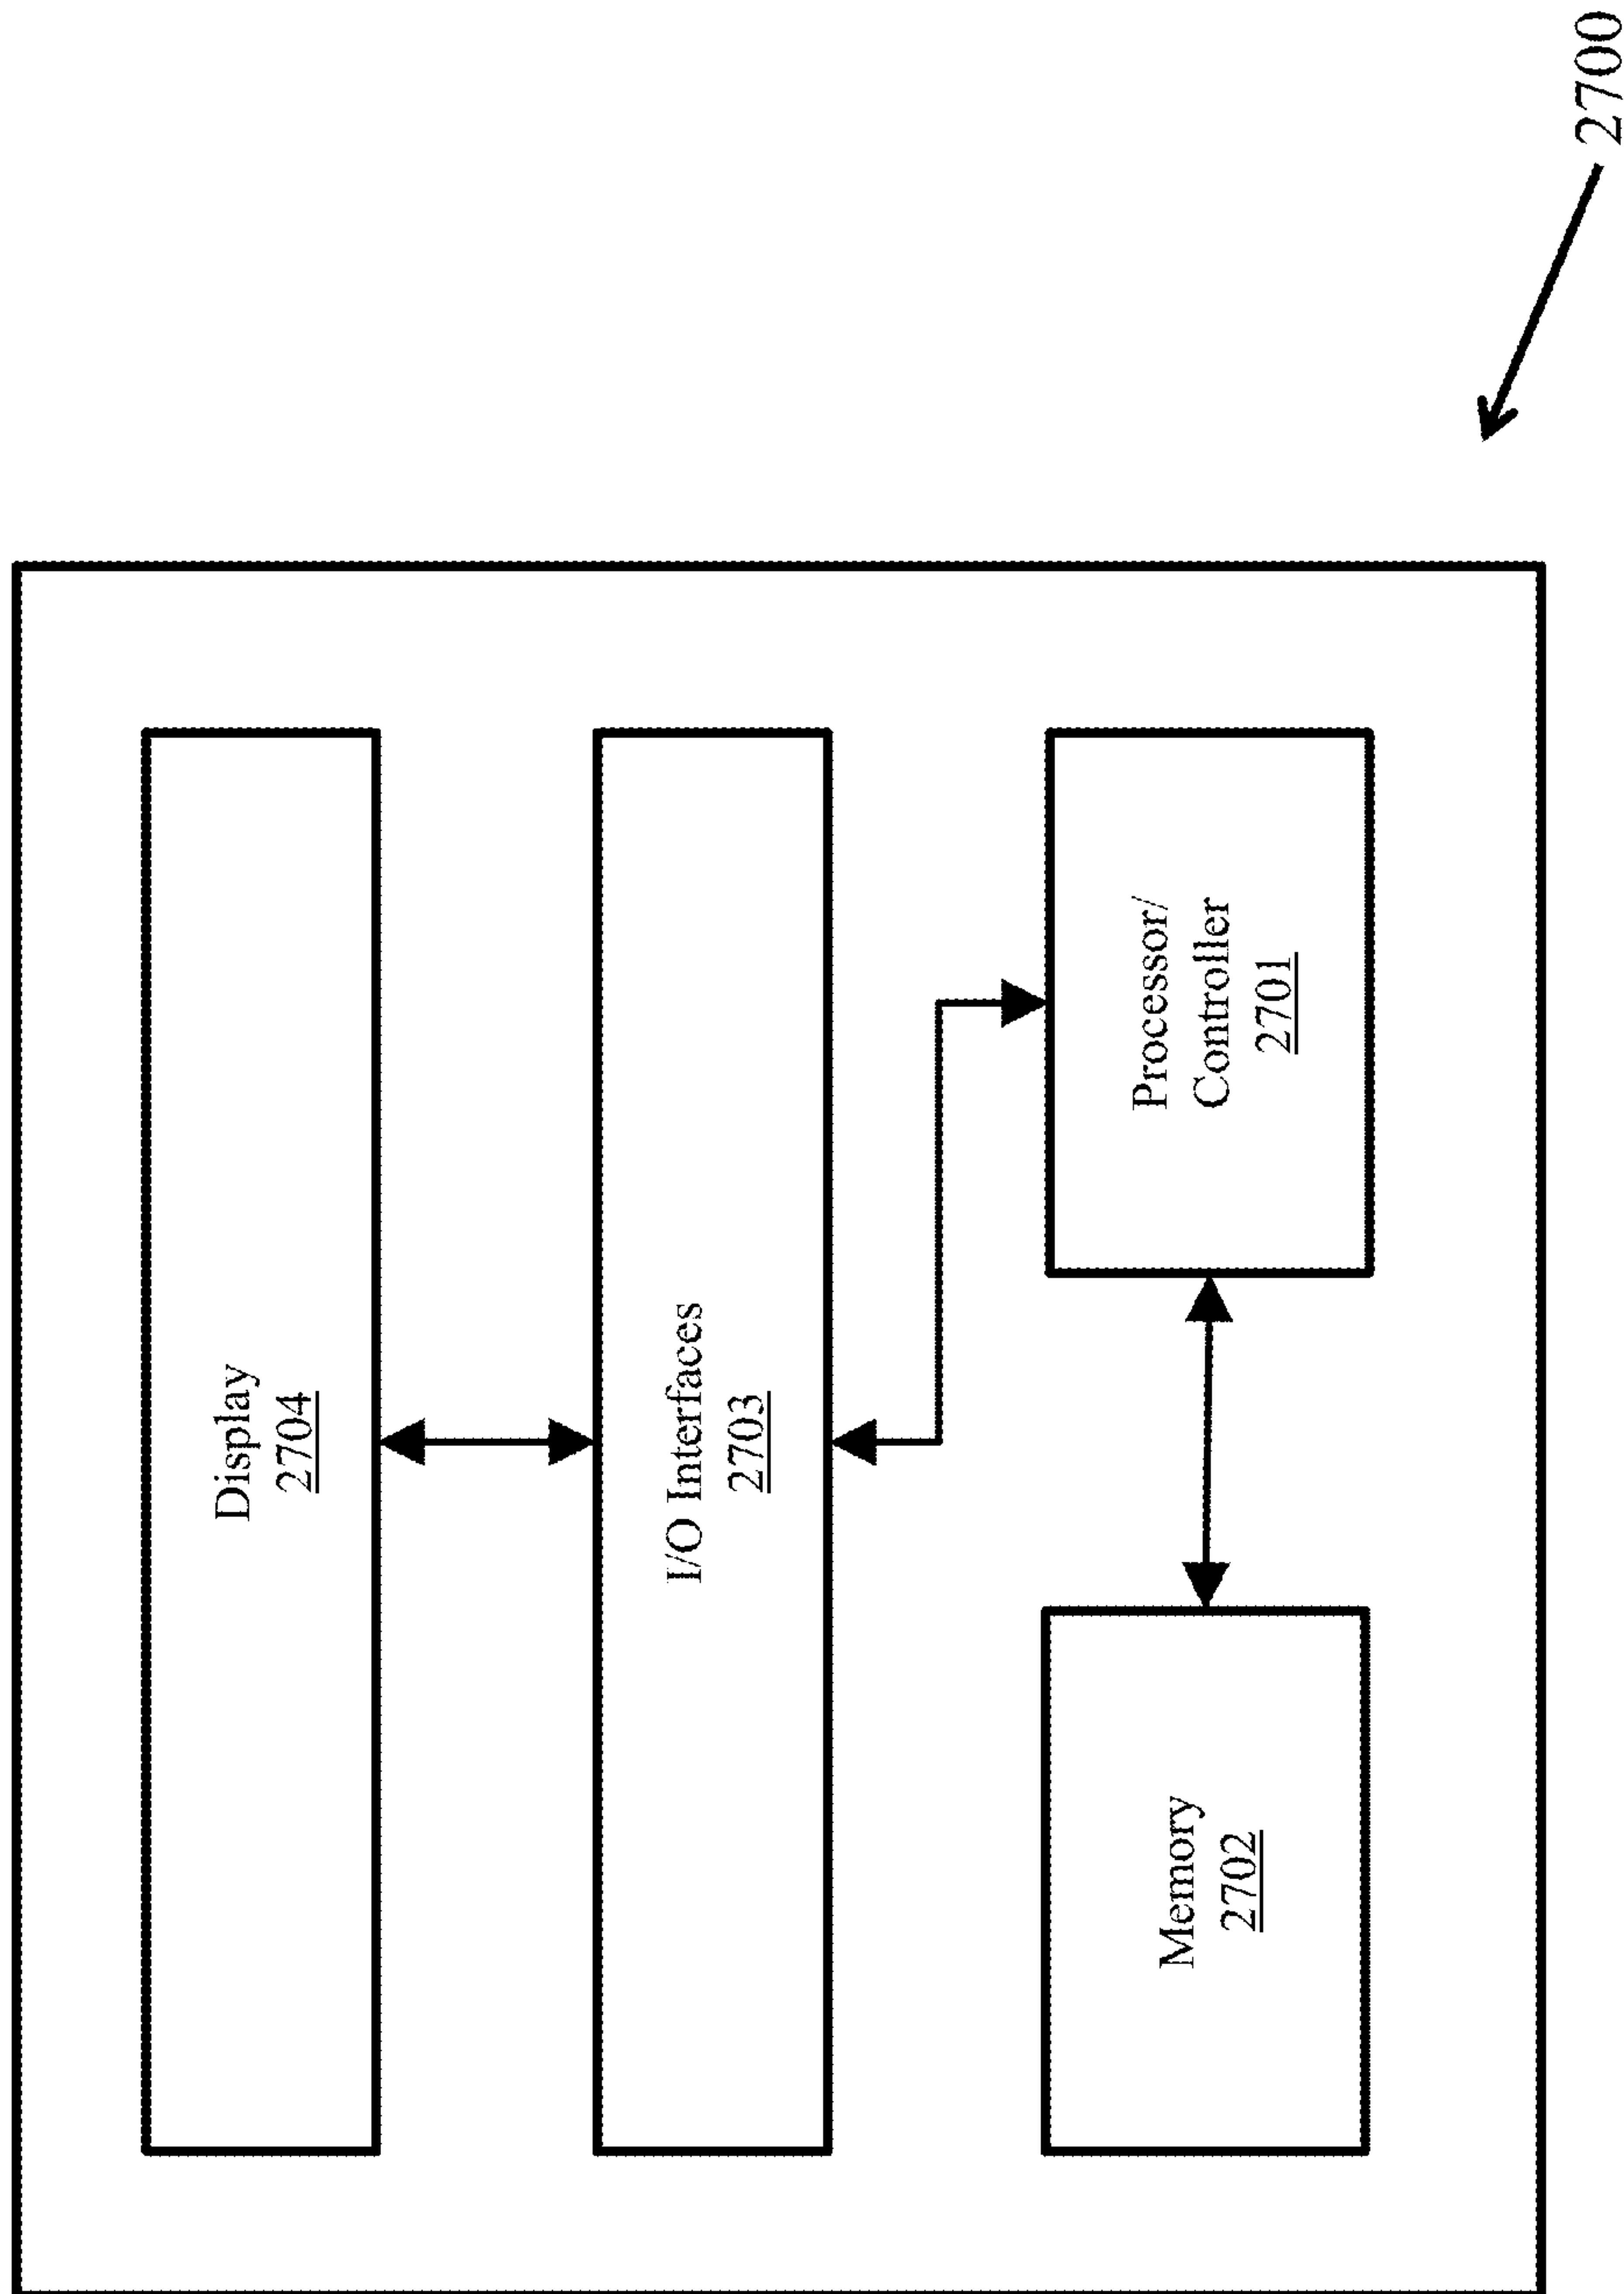 Display
2704
I/O Interfaces
2703
Memory
2702
Processor/
Controller
2701
2700